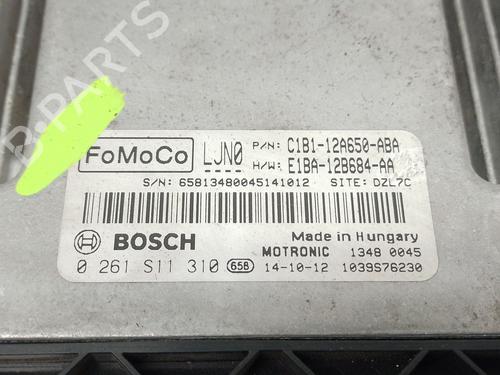 B-PARTS
FoMoCo LJN0 P/N: C1B1-12A650-ABA
H/W: E1BA-12B684-AA
S/N: 65813480045141012 SITE: DZL7C
BOSCH Made in Hungary
MOTRONIC 1348 0045
0 261 S11 310 65B 14-10-12 1039S76230